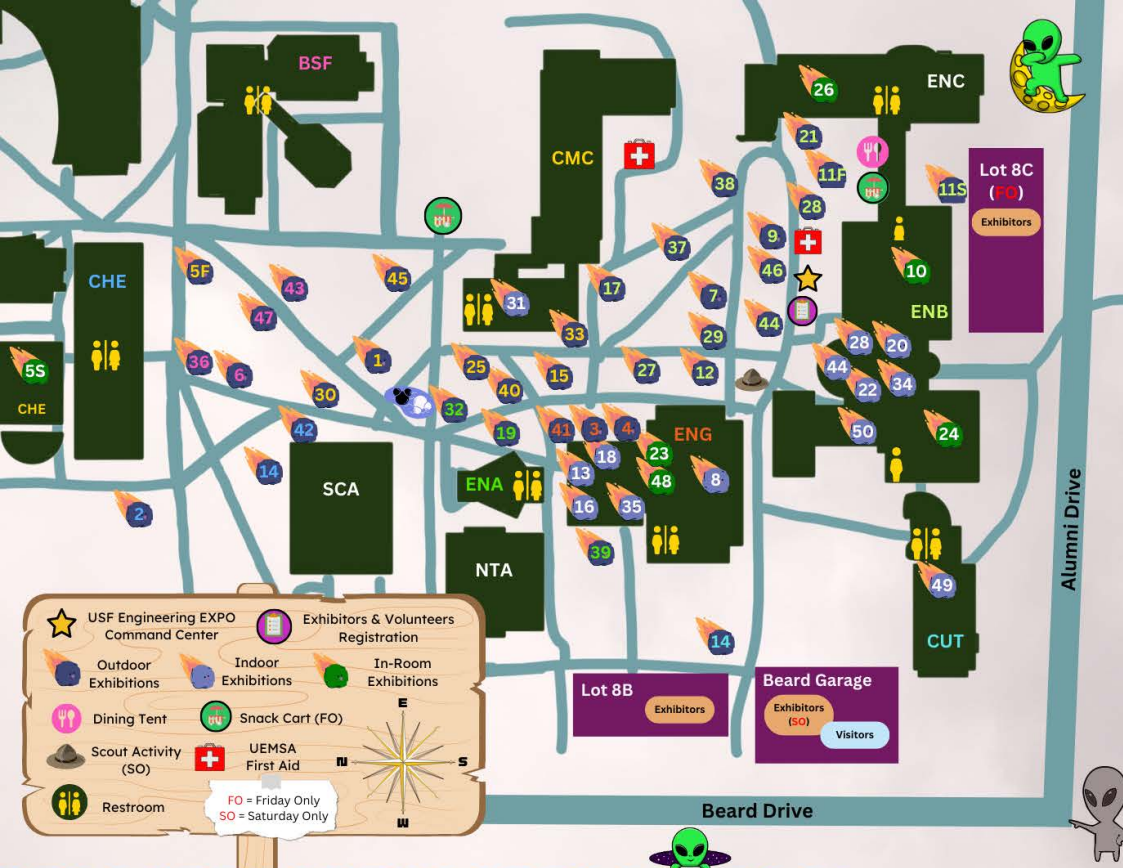 BSF
CMC
ENC
26
21
11F
11S
38
28
Lot 8C
(FO)
Exhibitors
9.
46
37
10
ENB
CHE
5F
43
45
17
7.
31
47
33
29
44
28
20
36
6.
1.
25
15
27
12
44
22
34
5S
CHE
30
40
32
42
19
41
3.
4.
ENG
50
24
14
SCA
ENA
18
13
23
48
8
16
35
2.
39
NTA
49
CUT
14
Alumni Drive
Lot 8B
Exhibitors
Beard Garage
Exhibitors
(SO)
Visitors
Beard Drive
USF Engineering EXPO
Command Center
Exhibitors & Volunteers
Registration
Outdoor
Exhibitions
Indoor
Exhibitions
In-Room
Exhibitions
Dining Tent
Snack Cart (FO)
Scout Activity
(SO)
UEMSA
First Aid
Restroom
FO = Friday Only
SO = Saturday Only
E
N
S
W